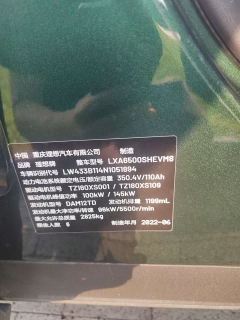 中国 重庆理想汽车有限公司 制造
品牌 理想牌 整车型号 LXA6500SHEVM8
车辆识别代号 LW433B114N1051894
动力电池系统额定电压/额定容量 350.4V/110Ah
驱动电机型号 TZ180XS001 / TZ180XS109
驱动电机峰值功率 100kW / 145kW
发动机型号 DAM12TD 发动机排量 1199mL
发动机最大净功率/转速 96kW/5500r/min
最大允许总质量 2825kg
乘坐人数 6 制造年月 2022-06